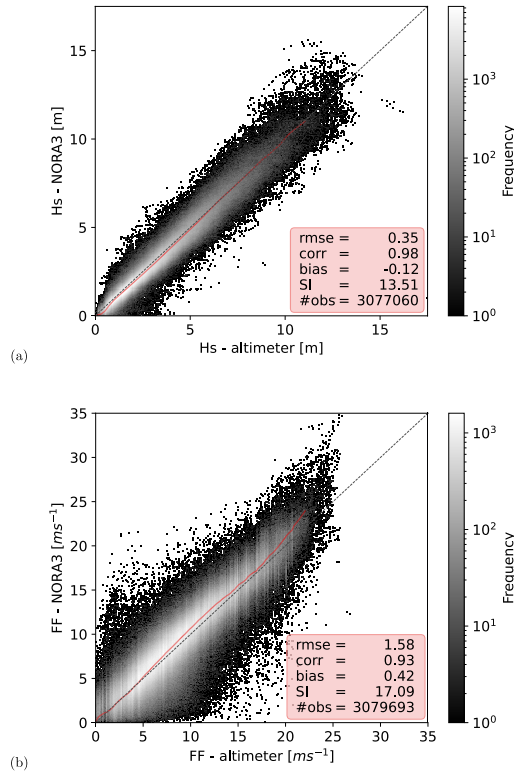 17.5
15
10
5
0
Hs - NORA3 [m]
0
5
10
15
Hs - altimeter [m]
rmse = 0.35
corr = 0.98
bias = -0.12
SI = 13.51
#obs = 3077060
10³
10²
10¹
10⁰
Frequency
(a)
35
30
25
20
15
10
5
0
FF - NORA3 [ms⁻¹]
0
5
10
15
20
25
30
35
FF - altimeter [ms⁻¹]
rmse = 1.58
corr = 0.93
bias = 0.42
SI = 17.09
#obs = 3079693
10³
10²
10¹
10⁰
Frequency
(b)